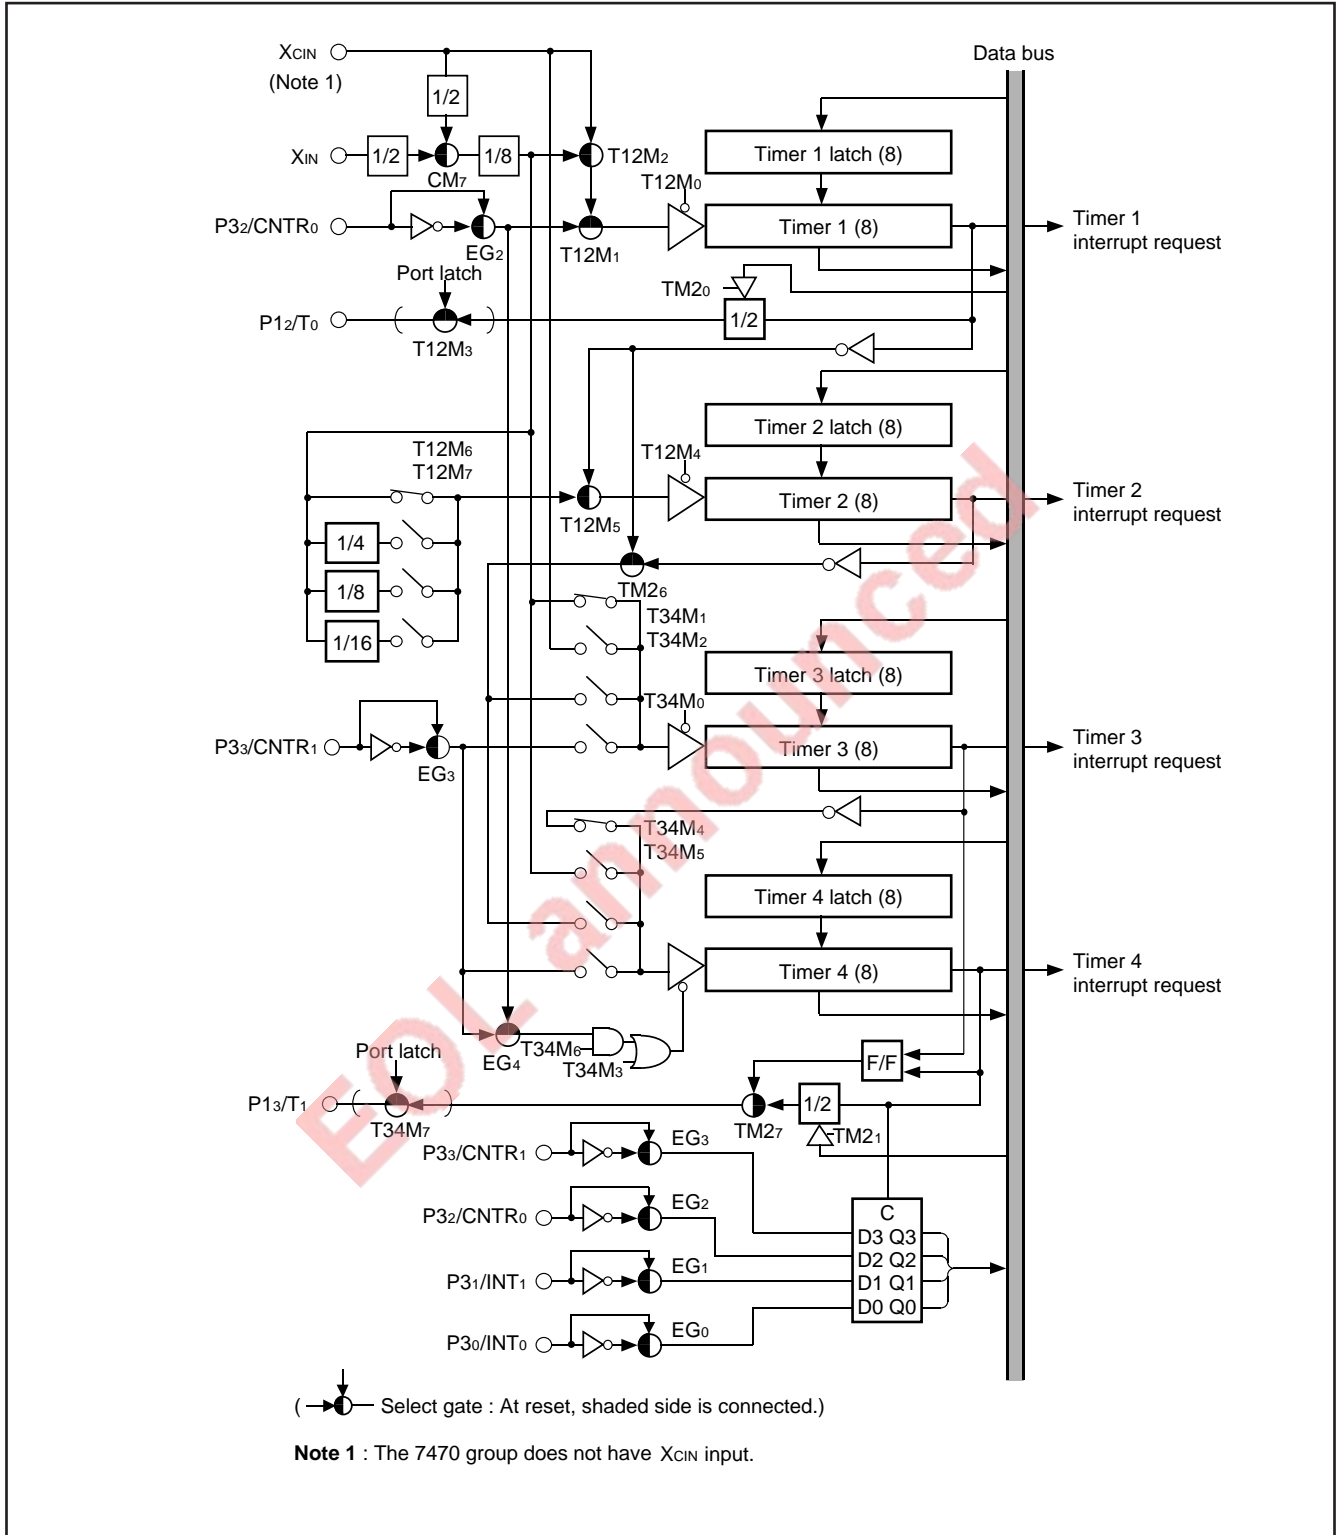 XCIN
Data bus
(Note 1)
1/2
Timer 1 latch (8)
XIN
1/2
1/8
T12M2
CM7
T12M0
P32/CNTR0
Timer 1 (8)
Timer 1
interrupt request
EG2
T12M1
Port latch
TM20
P12/T0
1/2
T12M3
Timer 2 latch (8)
T12M6
T12M7
T12M4
Timer 2 (8)
Timer 2
interrupt request
T12M5
1/4
1/8
TM26
1/16
T34M1
T34M2
Timer 3 latch (8)
T34M0
P33/CNTR1
Timer 3 (8)
Timer 3
interrupt request
EG3
T34M4
T34M5
Timer 4 latch (8)
Timer 4 (8)
Timer 4
interrupt request
EG4
T34M6
T34M3
Port latch
F/F
P13/T1
1/2
T34M7
TM27
TM21
P33/CNTR1
EG3
P32/CNTR0
EG2
C
D3 Q3
D2 Q2
P31/INT1
EG1
D1 Q1
D0 Q0
P30/INT0
EG0
( Select gate : At reset, shaded side is connected.)
Note 1 : The 7470 group does not have XCIN input.
EOL announced